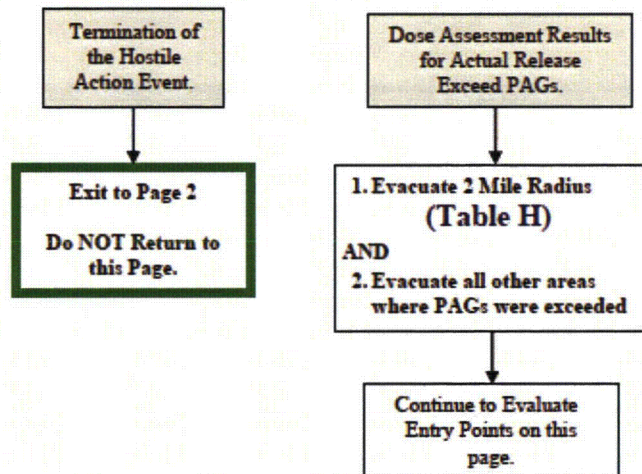 Termination of
the Hostile
Action Event.
Exit to Page 2
Do NOT Return to
this Page.
Dose Assessment Results
for Actual Release
Exceed PAGs.
1. Evacuate 2 Mile Radius
(Table H)
AND
2. Evacuate all other areas
where PAGs were exceeded
Continue to Evaluate
Entry Points on this
page.